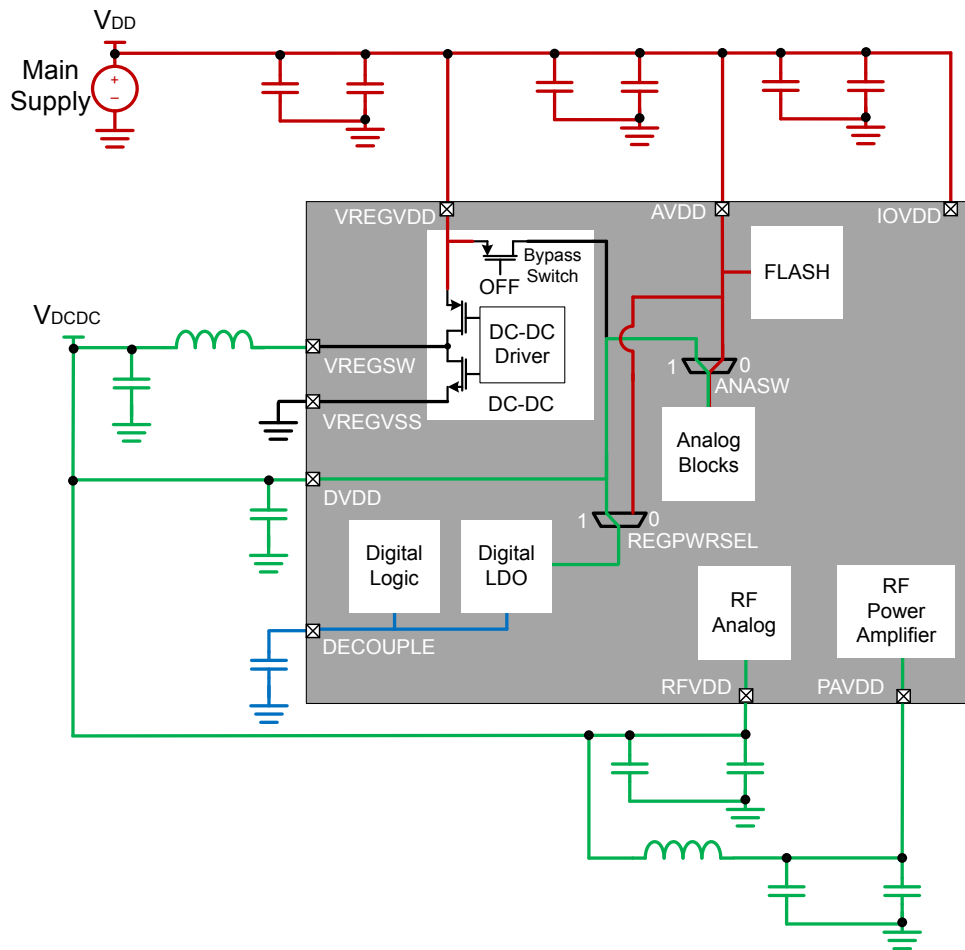 VDD
Main
Supply
+
–
VREGVDD
AVDD
IOVDD
Bypass
Switch
OFF
FLASH
VDCDC
DC-DC
Driver
VREGSW
1
0
ANASW
DC-DC
VREGVSS
Analog
Blocks
DVDD
1
0
REGPWRSEL
Digital
Logic
Digital
LDO
RF
Analog
RF
Power
Amplifier
DECOUPLE
RFVDD
PAVDD